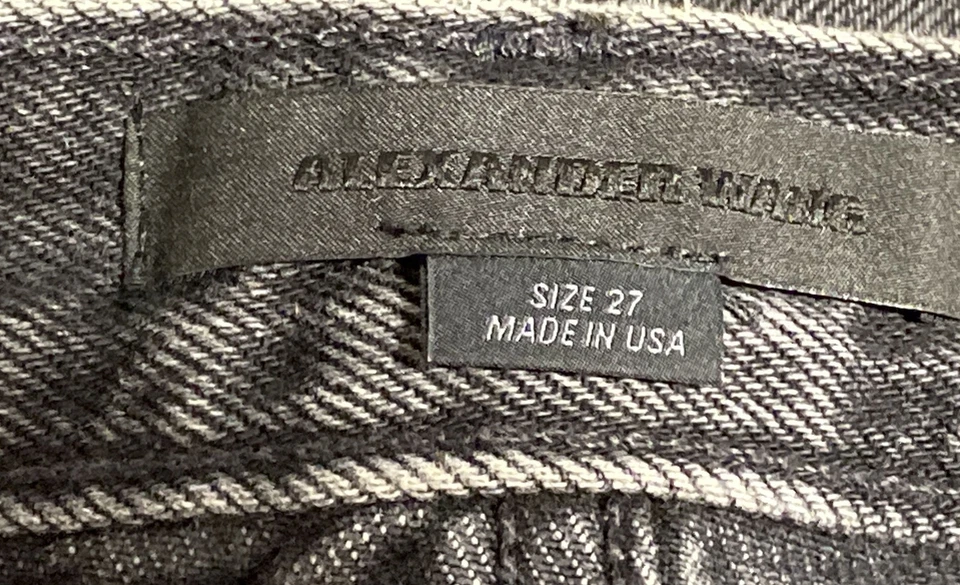 ALEXANDER WANG
SIZE 27
MADE IN USA